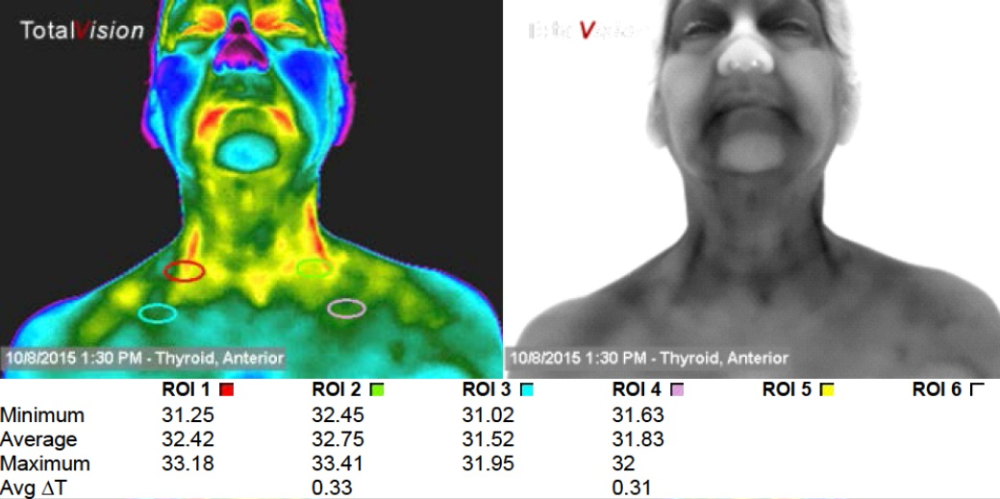 TotalVision
V
10/8/2015 1:30 PM - Thyroid, Anterior
10/8/2015 1:30 PM - Thyroid, Anterior
ROI 1 ROI 2 ROI 3 ROI 4 ROI 5 ROI 6
Minimum 31.25 32.45 31.02 31.63
Average 32.42 32.75 31.52 31.83
Maximum 33.18 33.41 31.95 32
Avg ΔT 0.33 0.31